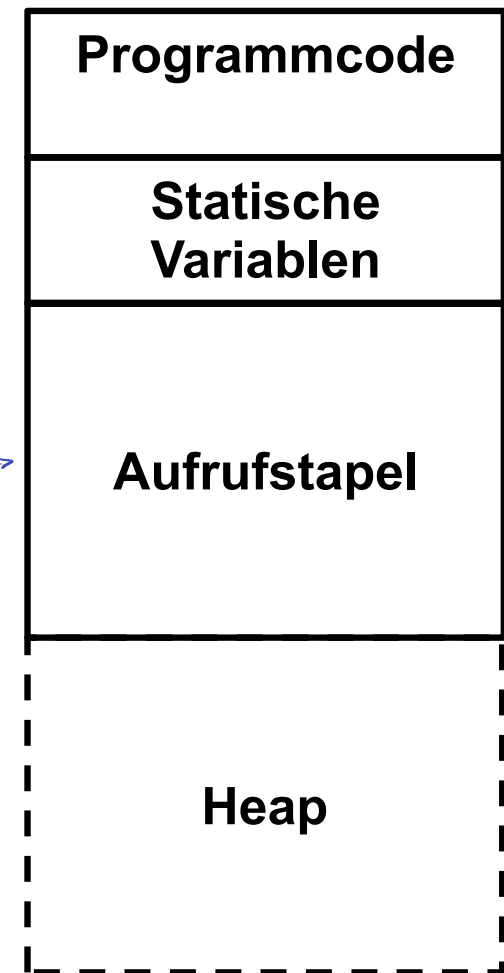 Programmcode
Statische
Variablen
Aufrufstapel
Heap